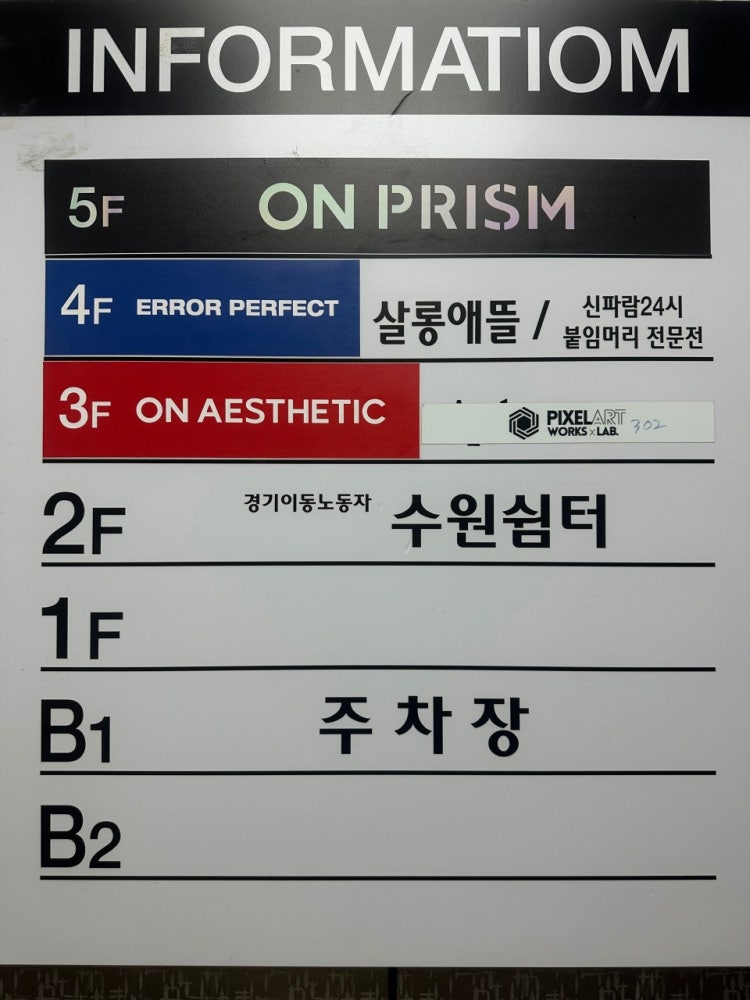 INFORMATIOM
5F ON PRISM
4F ERROR PERFECT 살롱애뜰 / 신파람24시
붙임머리 전문전
3F ON AESTHETIC PIXELART
WORKS x LAB. 302
2F 경기이동노동자 수원쉼터
1F
B1 주차장
B2